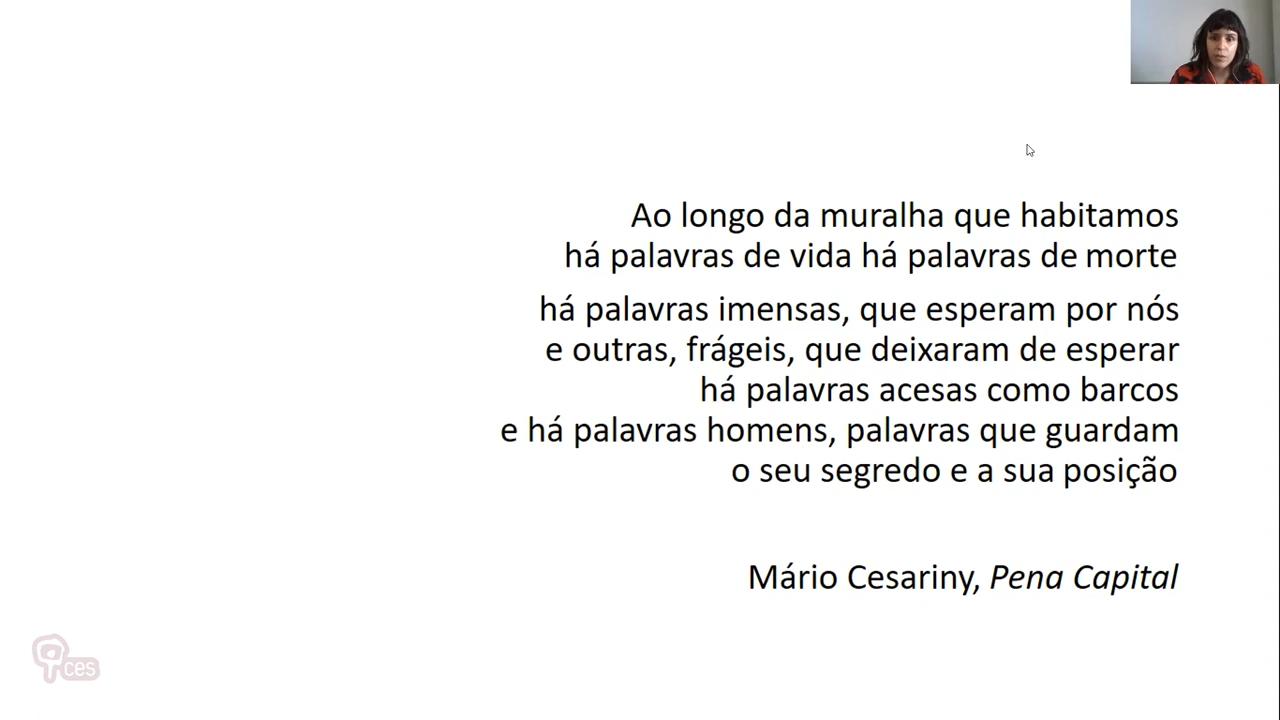 Ao longo da muralha que habitamos
há palavras de vida há palavras de morte
há palavras imensas, que esperam por nós
e outras, frágeis, que deixaram de esperar
há palavras acesas como barcos
e há palavras homens, palavras que guardam
o seu segredo e a sua posição
Mário Cesariny, Pena Capital
ces